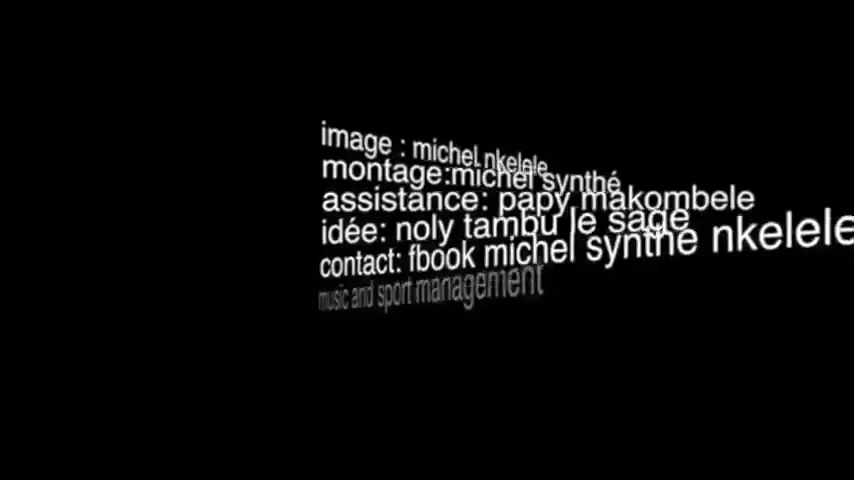 image : michel nkelele
montage:michel synthé
assistance: papy makombele
idée: noly tambu le sage
contact: fbook michel synthé nkelele
music and sport management